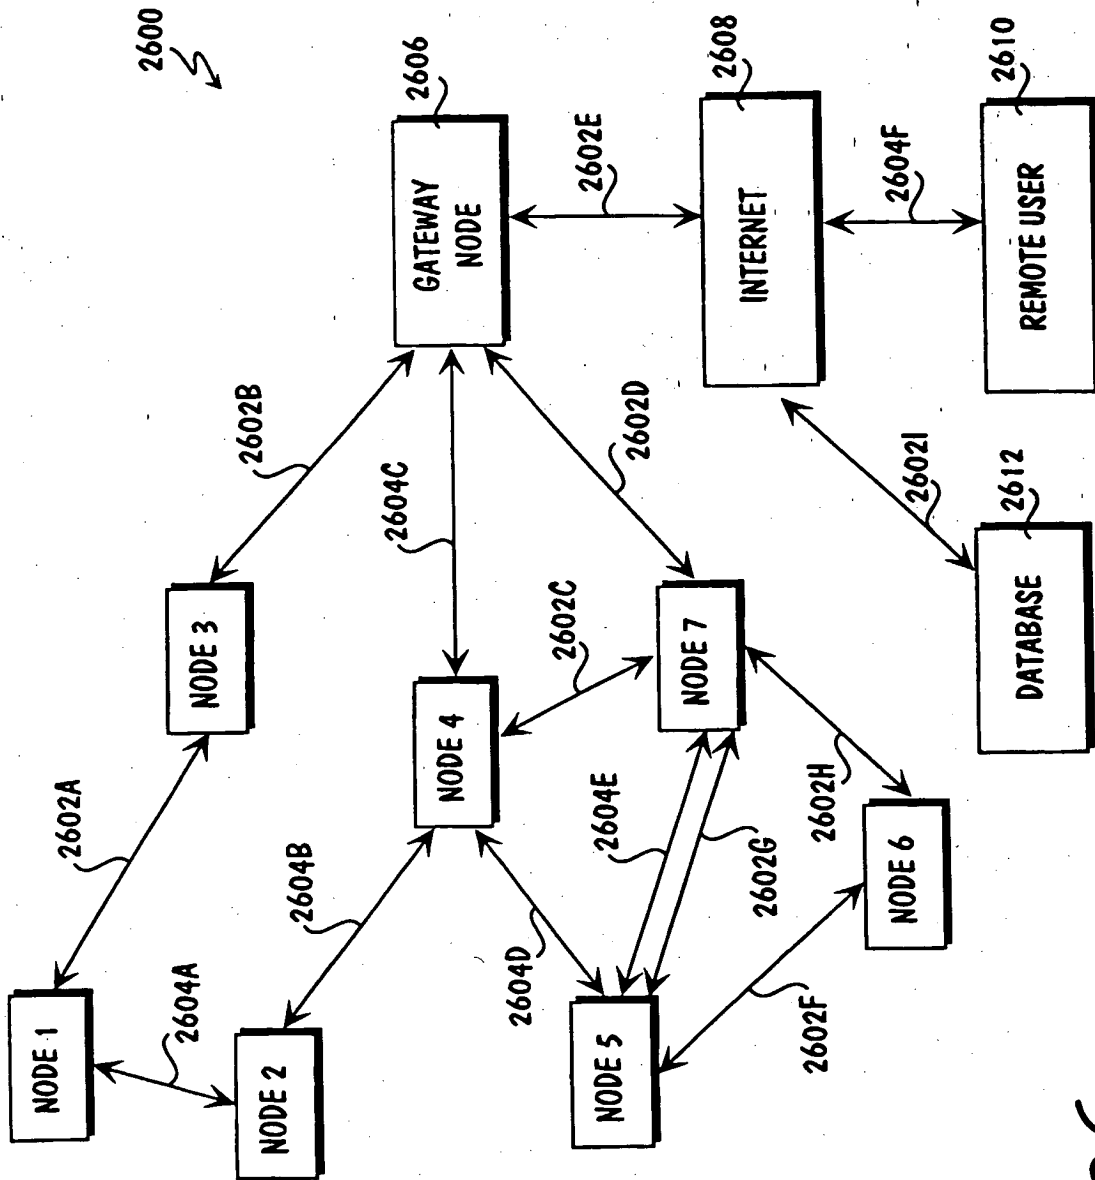 2600
NODE 1
2602A
2604A
NODE 3
2602B
NODE 2
2604B
2604C
2606
GATEWAY
NODE
NODE 4
2604D
2602C
2602E
NODE 5
2604E
2602D
NODE 7
2608
INTERNET
2602G
2602F
2602H
2604F
NODE 6
2602I
2612
2610
DATABASE
REMOTE USER